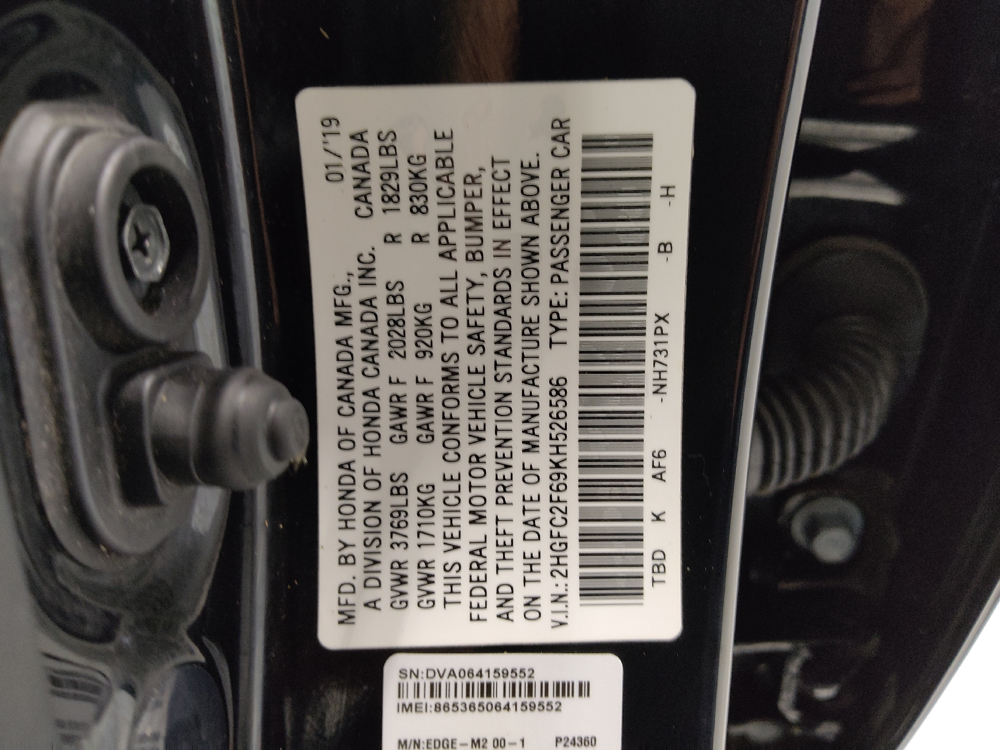 MFD. BY HONDA OF CANADA MFG., 01/'19
A DIVISION OF HONDA CANADA INC. CANADA
GVWR 3769LBS GAWR F 2028LBS R 1829LBS
GVWR 1710KG GAWR F 920KG R 830KG
THIS VEHICLE CONFORMS TO ALL APPLICABLE
FEDERAL MOTOR VEHICLE SAFETY, BUMPER,
AND THEFT PREVENTION STANDARDS IN EFFECT
ON THE DATE OF MANUFACTURE SHOWN ABOVE.
V.I.N.: 2HGFC2F69KH526586 TYPE: PASSENGER CAR
TBD K AF6 -NH731PX -B -H
SN:DVA064159552
IMEI:865365064159552
M/N:EDGE-M2 00-1 P24360